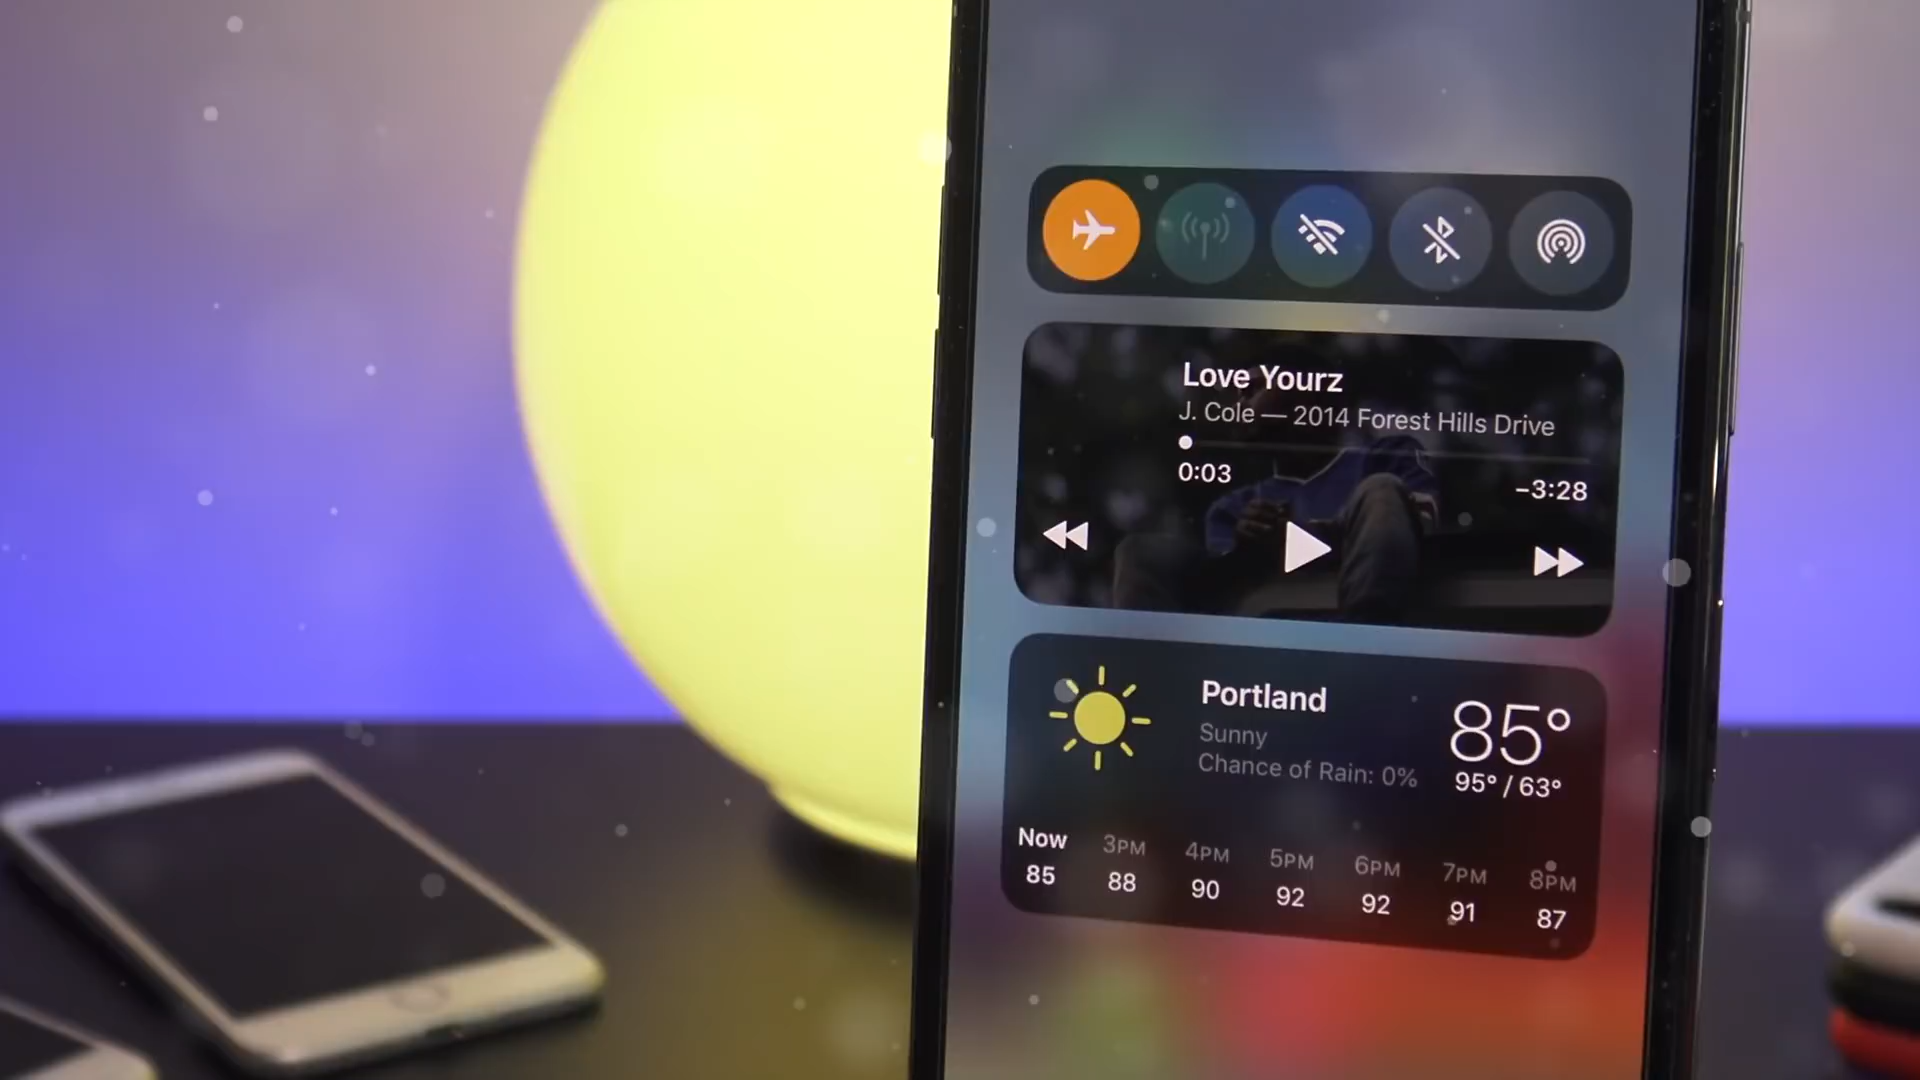 Love Yourz
J. Cole — 2014 Forest Hills Drive
0:03
-3:28
Portland
Sunny
Chance of Rain: 0%
85°
95° / 63°
Now 3PM 4PM 5PM 6PM 7PM 8PM
85 88 90 92 92 91 87